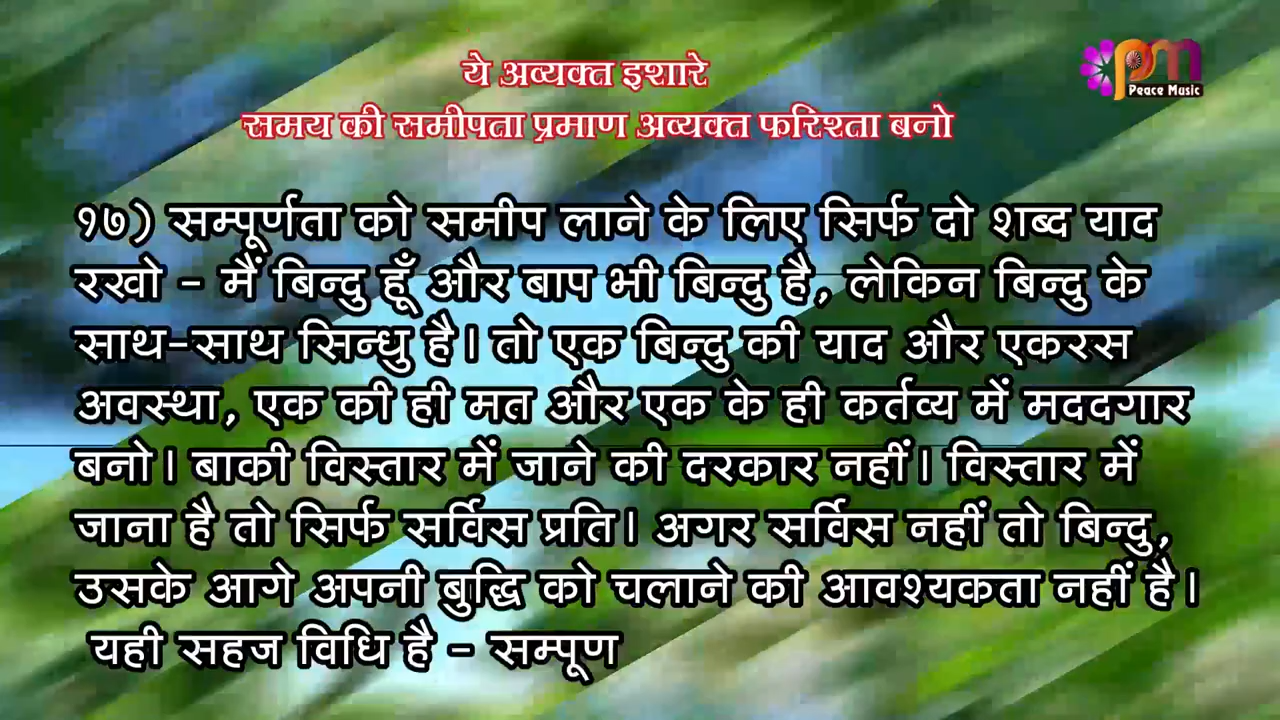 ये अव्यक्त इशारे
pm
Peace Music
समय की समीपता प्रमाण अव्यक्त फरिश्ता बनो
१७) सम्पूर्णता को समीप लाने के लिए सिर्फ दो शब्द याद
रखो - मैं बिन्दु हूँ और बाप भी बिन्दु है, लेकिन बिन्दु के
साथ-साथ सिन्धु है। तो एक बिन्दु की याद और एकरस
अवस्था, एक की ही मत और एक के ही कर्तव्य में मददगार
बनो। बाकी विस्तार में जाने की दरकार नहीं। विस्तार में
जाना है तो सिर्फ सर्विस प्रति। अगर सर्विस नहीं तो बिन्दु,
उसके आगे अपनी बुद्धि को चलाने की आवश्यकता नहीं है।
यही सहज विधि है - सम्पूण